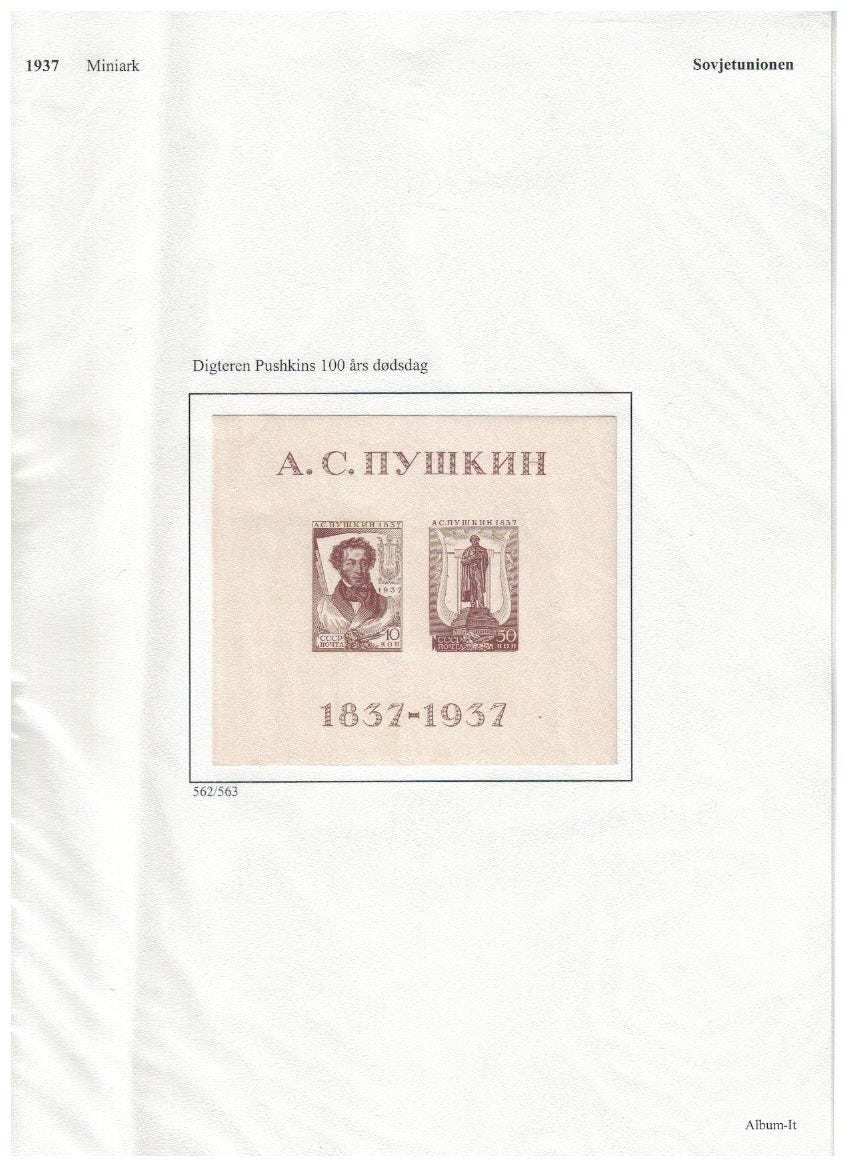 1937 Miniark Sovjetunionen
Digteren Pushkins 100 års dødsdag
А. С. ПУШКИН
А.С.ПУШКИН 1837
1937
СССР 10
ПОЧТА КОП
А.С.ПУШКИН 1837
СССР 50
ПОЧТА КОП
1837-1937
562/563
Album-It